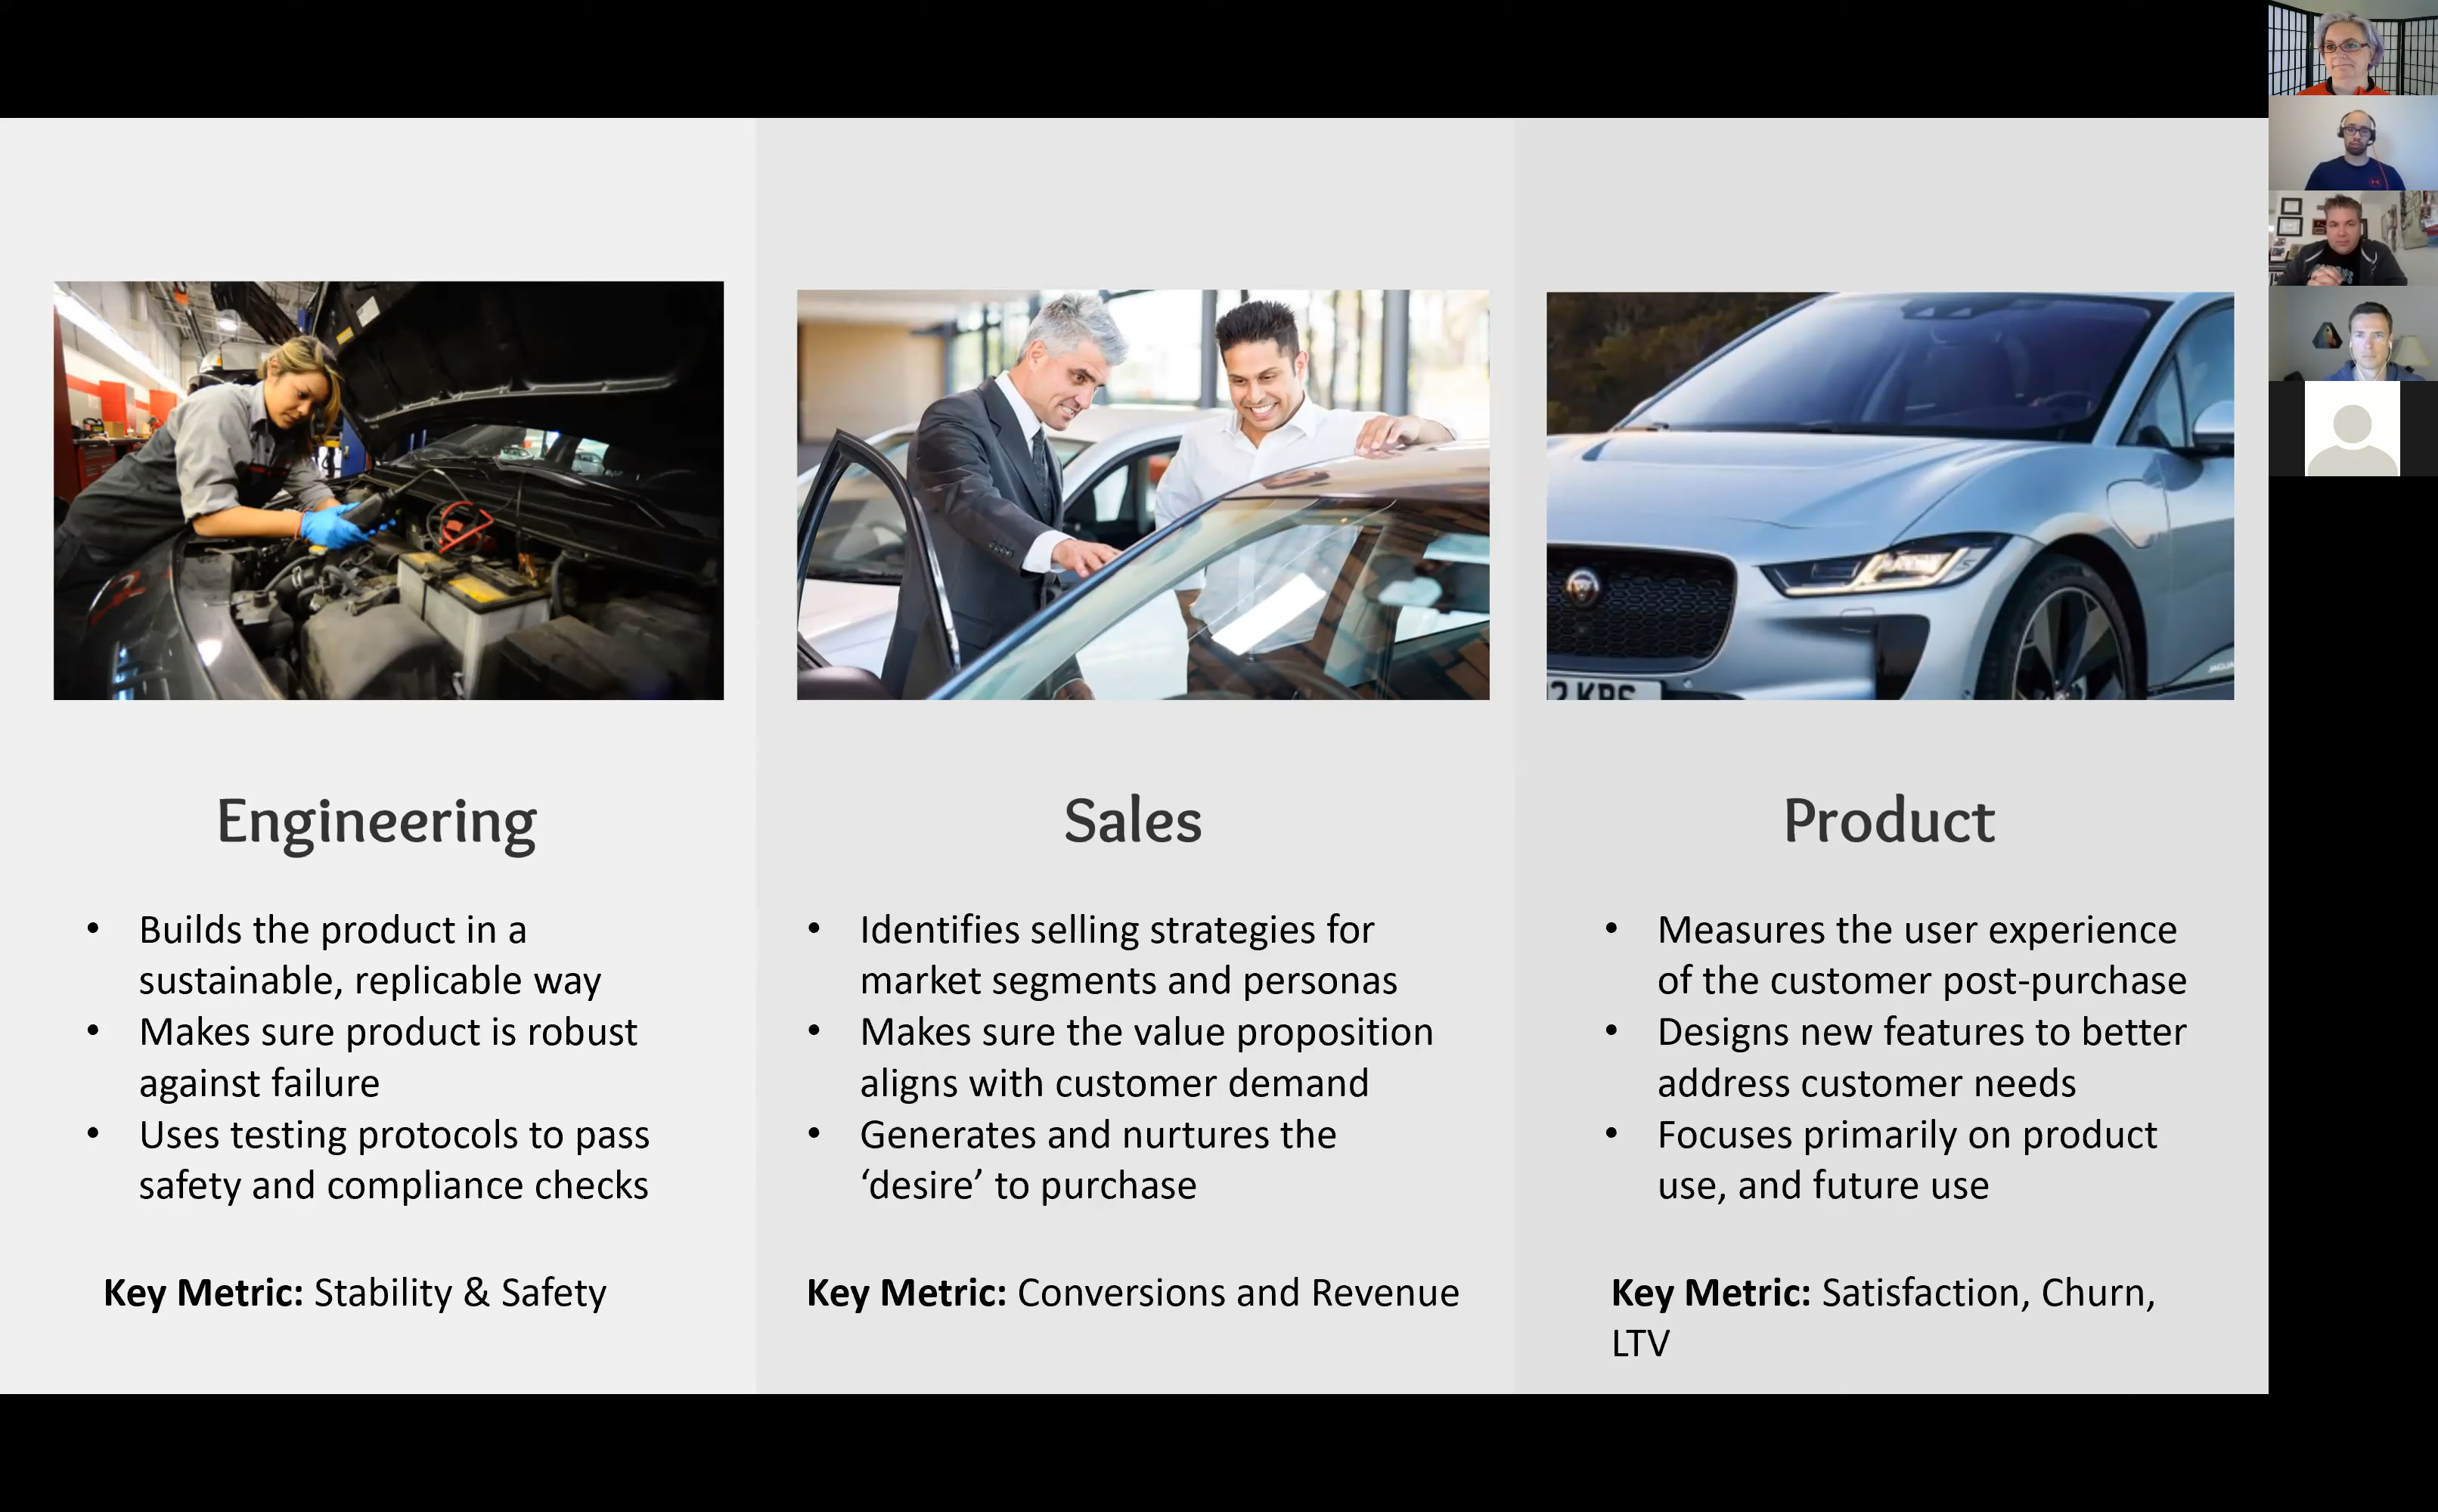 2 KBS
JAGUAR
Engineering
• Builds the product in a
sustainable, replicable way
• Makes sure product is robust
against failure
• Uses testing protocols to pass
safety and compliance checks
Key Metric: Stability & Safety
Sales
• Identifies selling strategies for
market segments and personas
• Makes sure the value proposition
aligns with customer demand
• Generates and nurtures the
‘desire’ to purchase
Key Metric: Conversions and Revenue
Product
• Measures the user experience
of the customer post-purchase
• Designs new features to better
address customer needs
• Focuses primarily on product
use, and future use
Key Metric: Satisfaction, Churn,
LTV